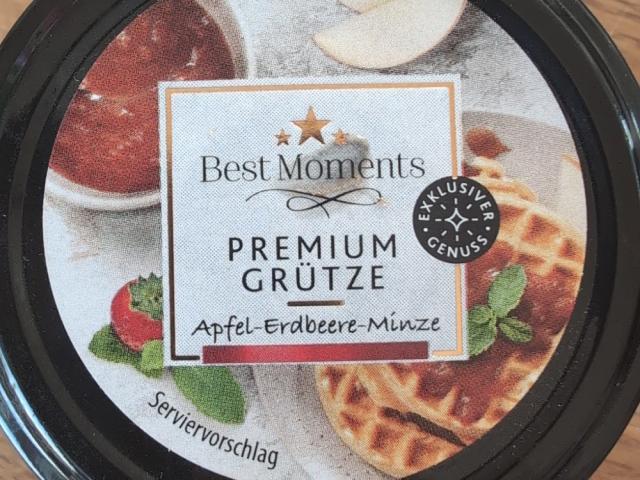 Best Moments
PREMIUM
GRÜTZE
Apfel-Erdbeere-Minze
EXKLUSIVER
GENUSS
Serviervorschlag